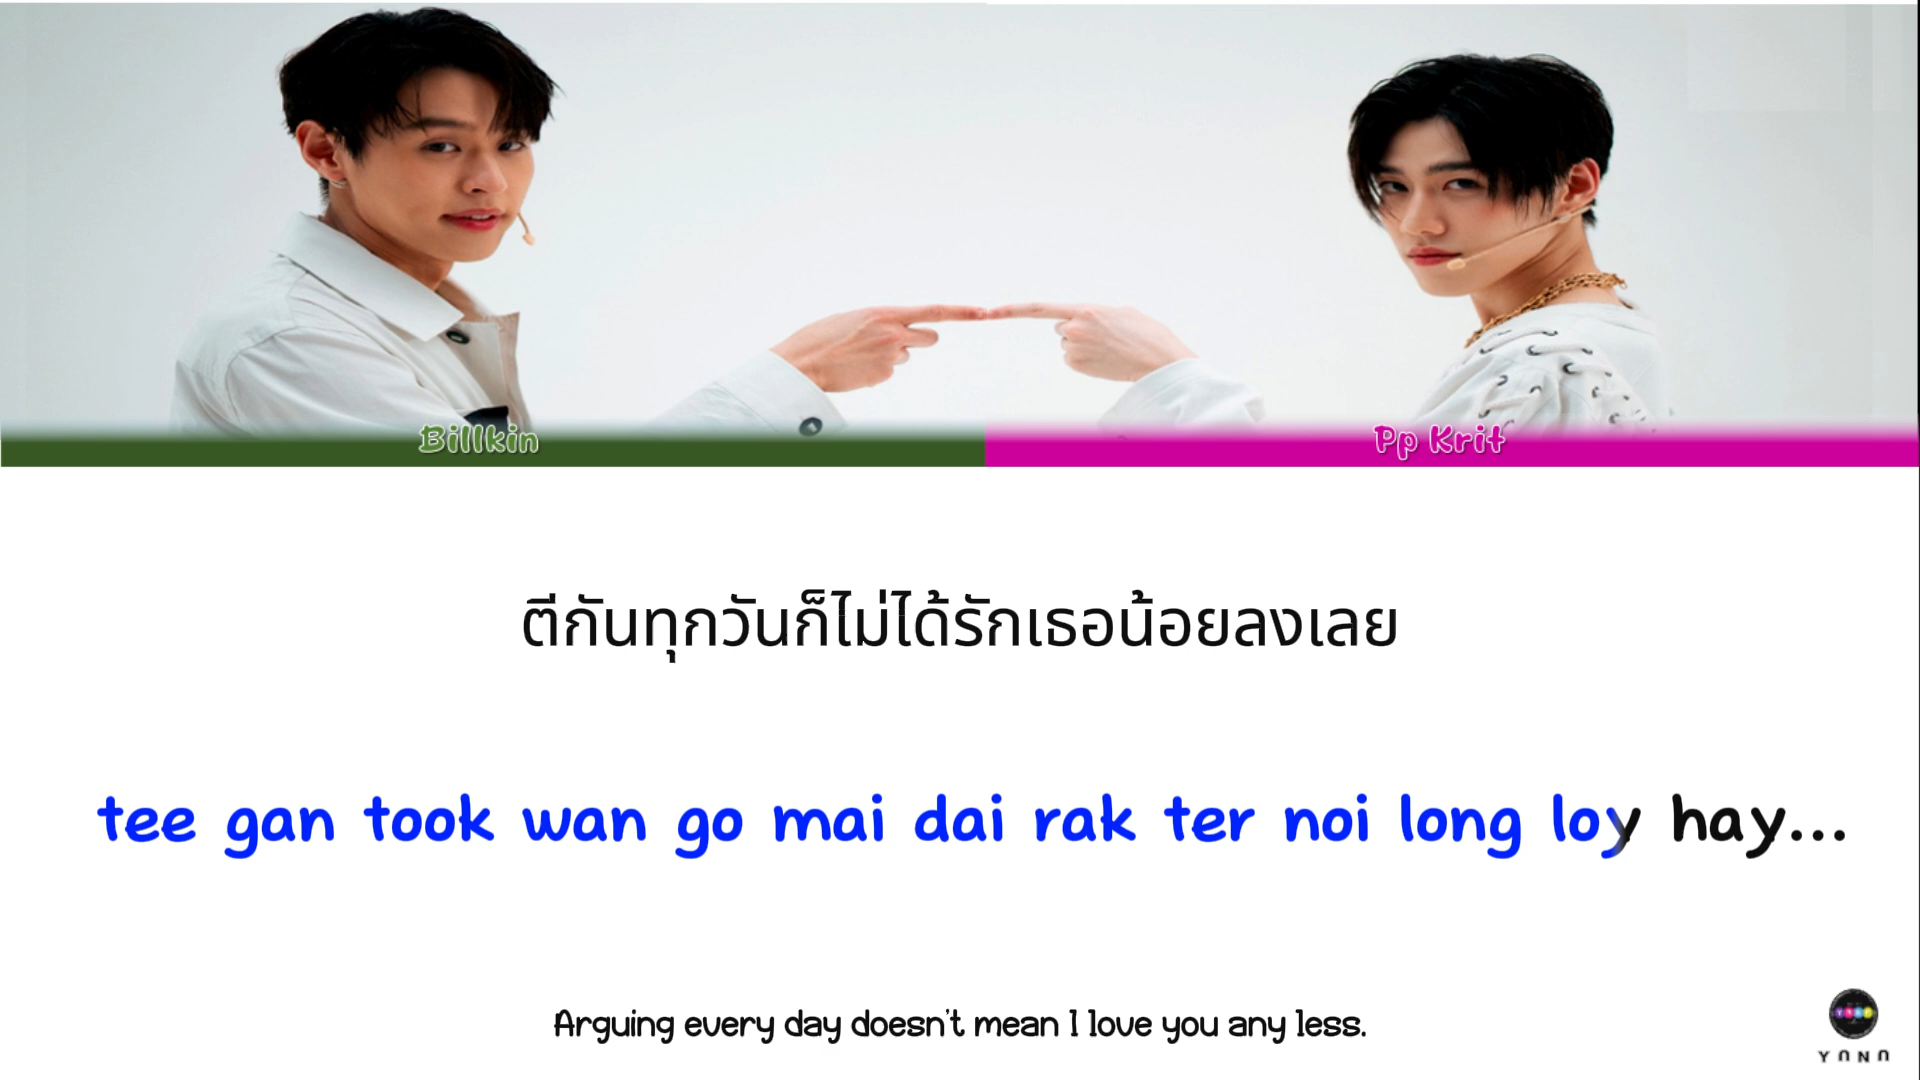 Billkin
Pp Krit
ตีกันทุกวันก็ไม่ได้รักเธอน้อยลงเลย
tee gan took wan go mai dai rak ter noi long loy hay...
Arguing every day doesn't mean I love you any less.
YANA